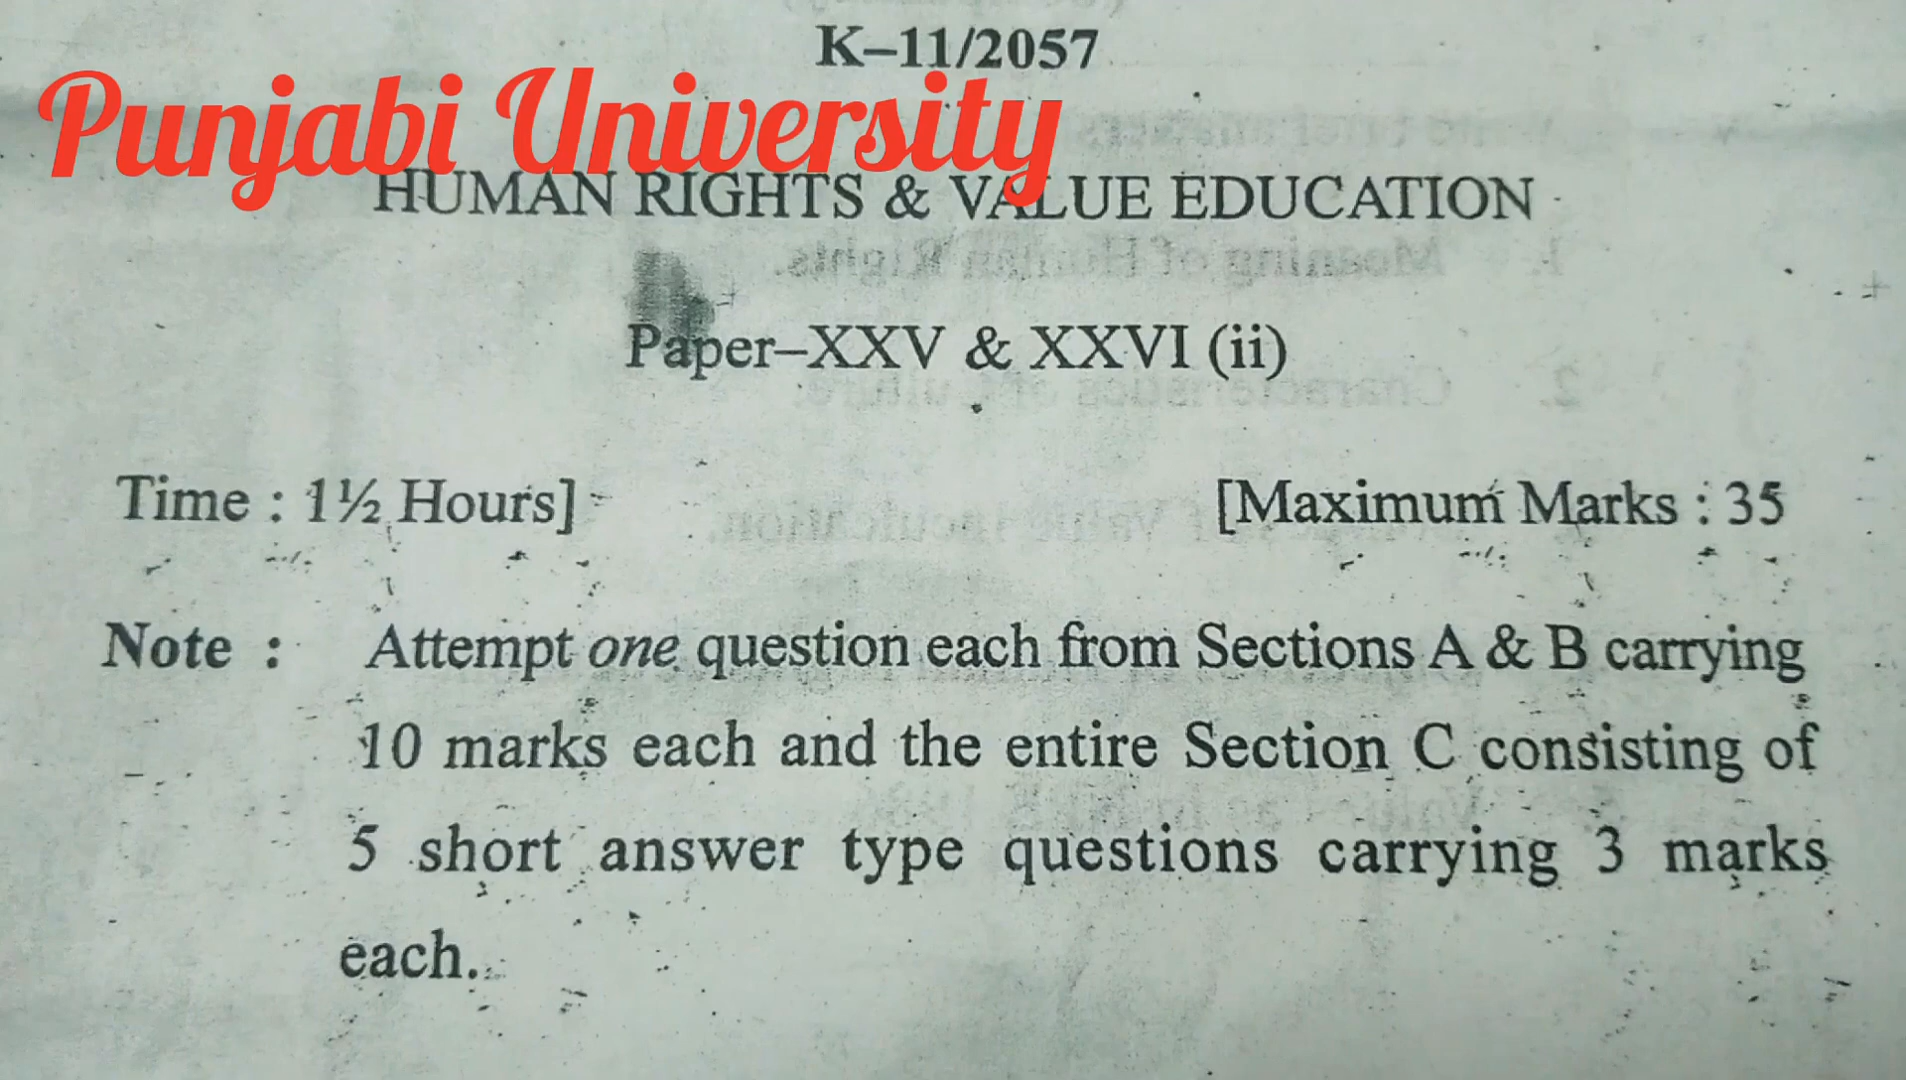 K–11/2057
Punjabi University
HUMAN RIGHTS & VALUE EDUCATION
Paper–XXV & XXVI (ii)
Time : 1½ Hours] [Maximum Marks : 35
Note : Attempt one question each from Sections A & B carrying
10 marks each and the entire Section C consisting of
5 short answer type questions carrying 3 marks
each.